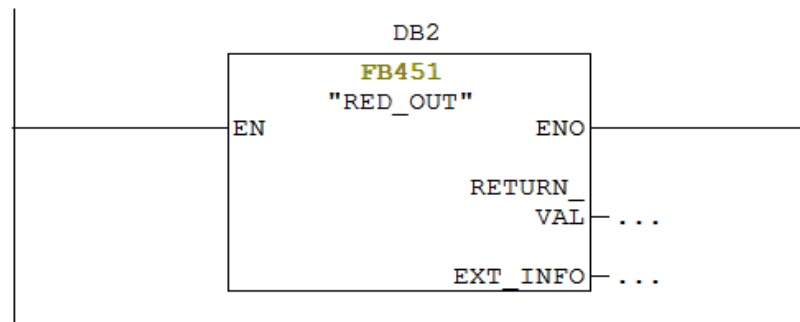 DB2
FB451
"RED_OUT"
EN ENO
RETURN_
VAL ...
EXT_INFO ...